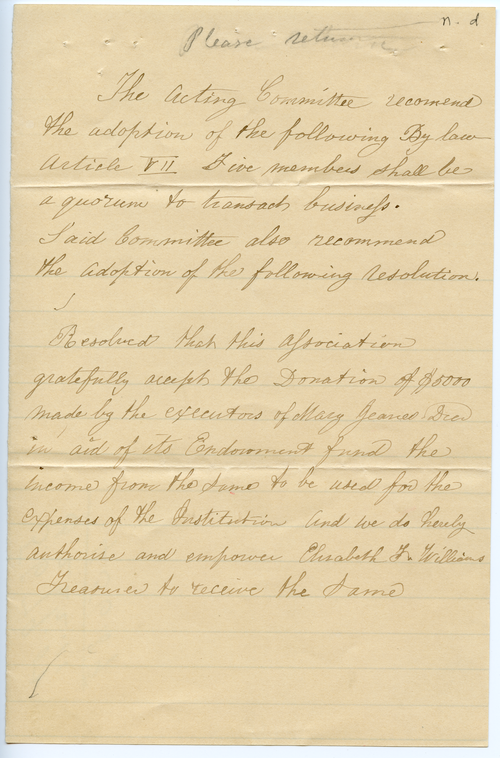 n. d
Please return
The Acting Committee recomend
the adoption of the following By law
Article VII Five members shall be
a quorum to transact business.
Said Committee also recommend
the adoption of the following resolution.
Resolved that this Association
gratefully accept the Donation of $5000
made by the executors of Mary Jeanes Decd
in aid of its Endowment fund the
income from the same to be used for the
expenses of the Institution and we do hereby
authorise and empower Elisabeth F. Williams
Treasurer to receive the same